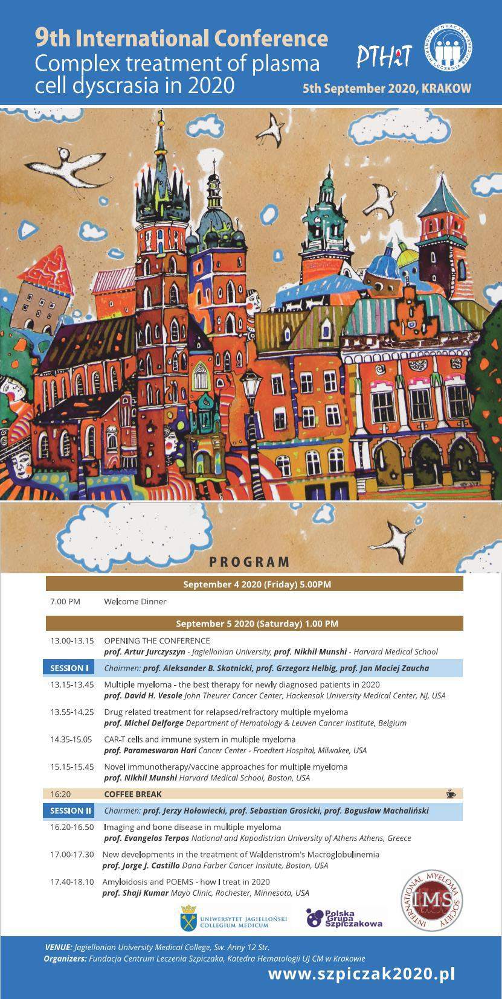 9th International Conference
Complex treatment of plasma
cell dyscrasia in 2020
PTHiT
FUNDACJA CENTRUM LECZENIA SZPICZAKA
5th September 2020, KRAKOW
PROGRAM
September 4 2020 (Friday) 5.00PM
7.00 PM Welcome Dinner
September 5 2020 (Saturday) 1.00 PM
13.00-13.15 OPENING THE CONFERENCE
prof. Artur Jurczyszyn - Jagiellonian University, prof. Nikhil Munshi - Harvard Medical School
SESSION I Chairmen: prof. Aleksander B. Skotnicki, prof. Grzegorz Helbig, prof. Jan Maciej Zaucha
13.15-13.45 Multiple myeloma - the best therapy for newly diagnosed patients in 2020
prof. David H. Vesole John Theurer Cancer Center, Hackensak University Medical Center, NJ, USA
13.55-14.25 Drug related treatment for relapsed/refractory multiple myeloma
prof. Michel Delforge Department of Hematology & Leuven Cancer Institute, Belgium
14.35-15.05 CAR-T cells and immune system in multiple myeloma
prof. Parameswaran Hari Cancer Center - Froedtert Hospital, Milwakee, USA
15.15-15.45 Novel immunotherapy/vaccine approaches for multiple myeloma
prof. Nikhil Munshi Harvard Medical School, Boston, USA
16:20 COFFEE BREAK
SESSION II Chairmen: prof. Jerzy Hołowiecki, prof. Sebastian Grosicki, prof. Bogusław Machaliński
16.20-16.50 Imaging and bone disease in multiple myeloma
prof. Evangelos Terpos National and Kapodistrian University of Athens Athens, Greece
17.00-17.30 New developments in the treatment of Waldenström's Macroglobulinemia
prof. Jorge J. Castillo Dana Farber Cancer Insitute, Boston, USA
17.40-18.10 Amyloidosis and POEMS - how I treat in 2020
prof. Shaji Kumar Mayo Clinic, Rochester, Minnesota, USA
UNIWERSYTET JAGIELLOŃSKI
COLLEGIUM MEDICUM
Polska
Grupa
Szpiczakowa
INTERNATIONAL MYELOMA SOCIETY
IMS
VENUE: Jagiellonian University Medical College, Sw. Anny 12 Str.
Organizers: Fundacja Centrum Leczenia Szpiczaka, Katedra Hematologii UJ CM w Krakowie
www.szpiczak2020.pl